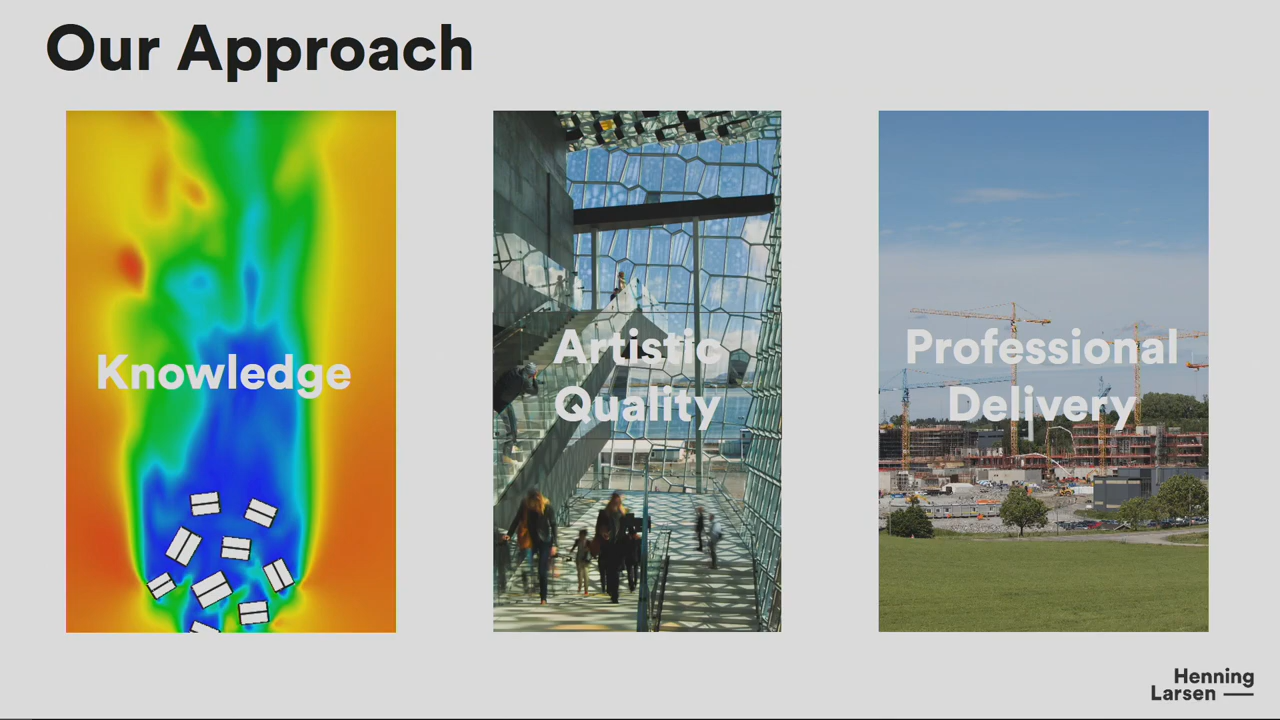 Our Approach
Knowledge
Artistic
Quality
Professional
Delivery
Henning
Larsen